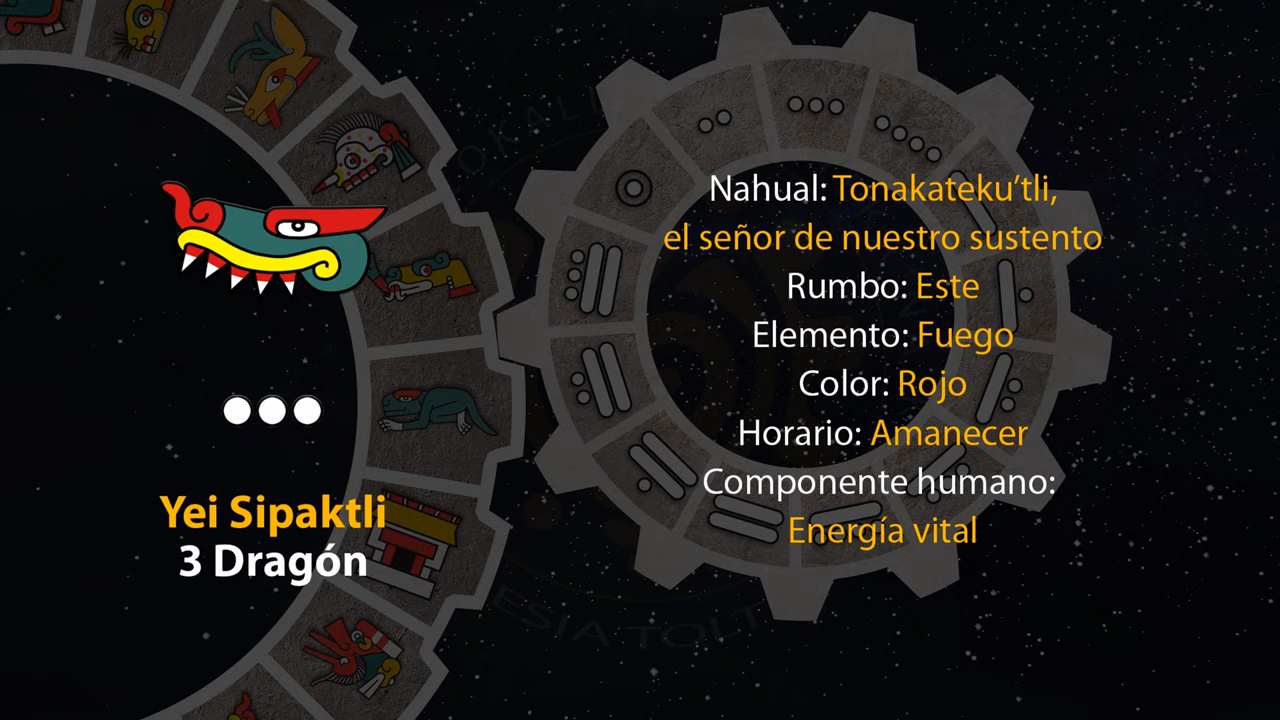 Yei Sipaktli
3 Dragón
Nahual: Tonakateku’tli,
el señor de nuestro sustento
Rumbo: Este
Elemento: Fuego
Color: Rojo
Horario: Amanecer
Componente humano:
Energía vital